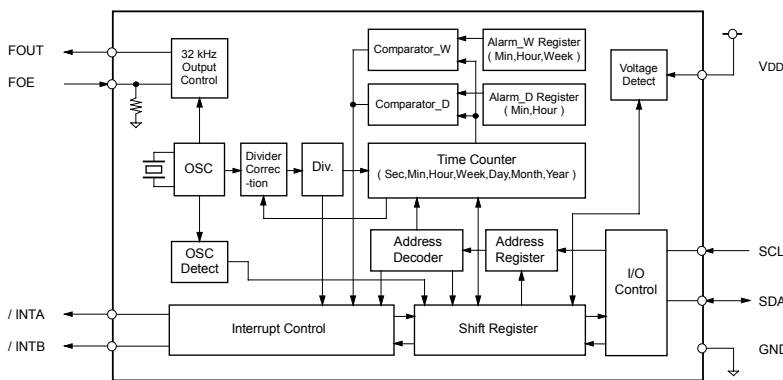 FOUT
FOE
32 kHz
Output
Control
Comparator_W
Alarm_W Register
( Min,Hour,Week)
Comparator_D
Alarm_D Register
( Min,Hour)
Voltage
Detect
VDD
OSC
Divider
Correc
-tion
Div.
Time Counter
( Sec,Min,Hour,Week,Day,Month,Year )
OSC
Detect
Address
Decoder
Address
Register
I/O
Control
SCL
SDA
GND
/ INTA
/ INTB
Interrupt Control
Shift Register